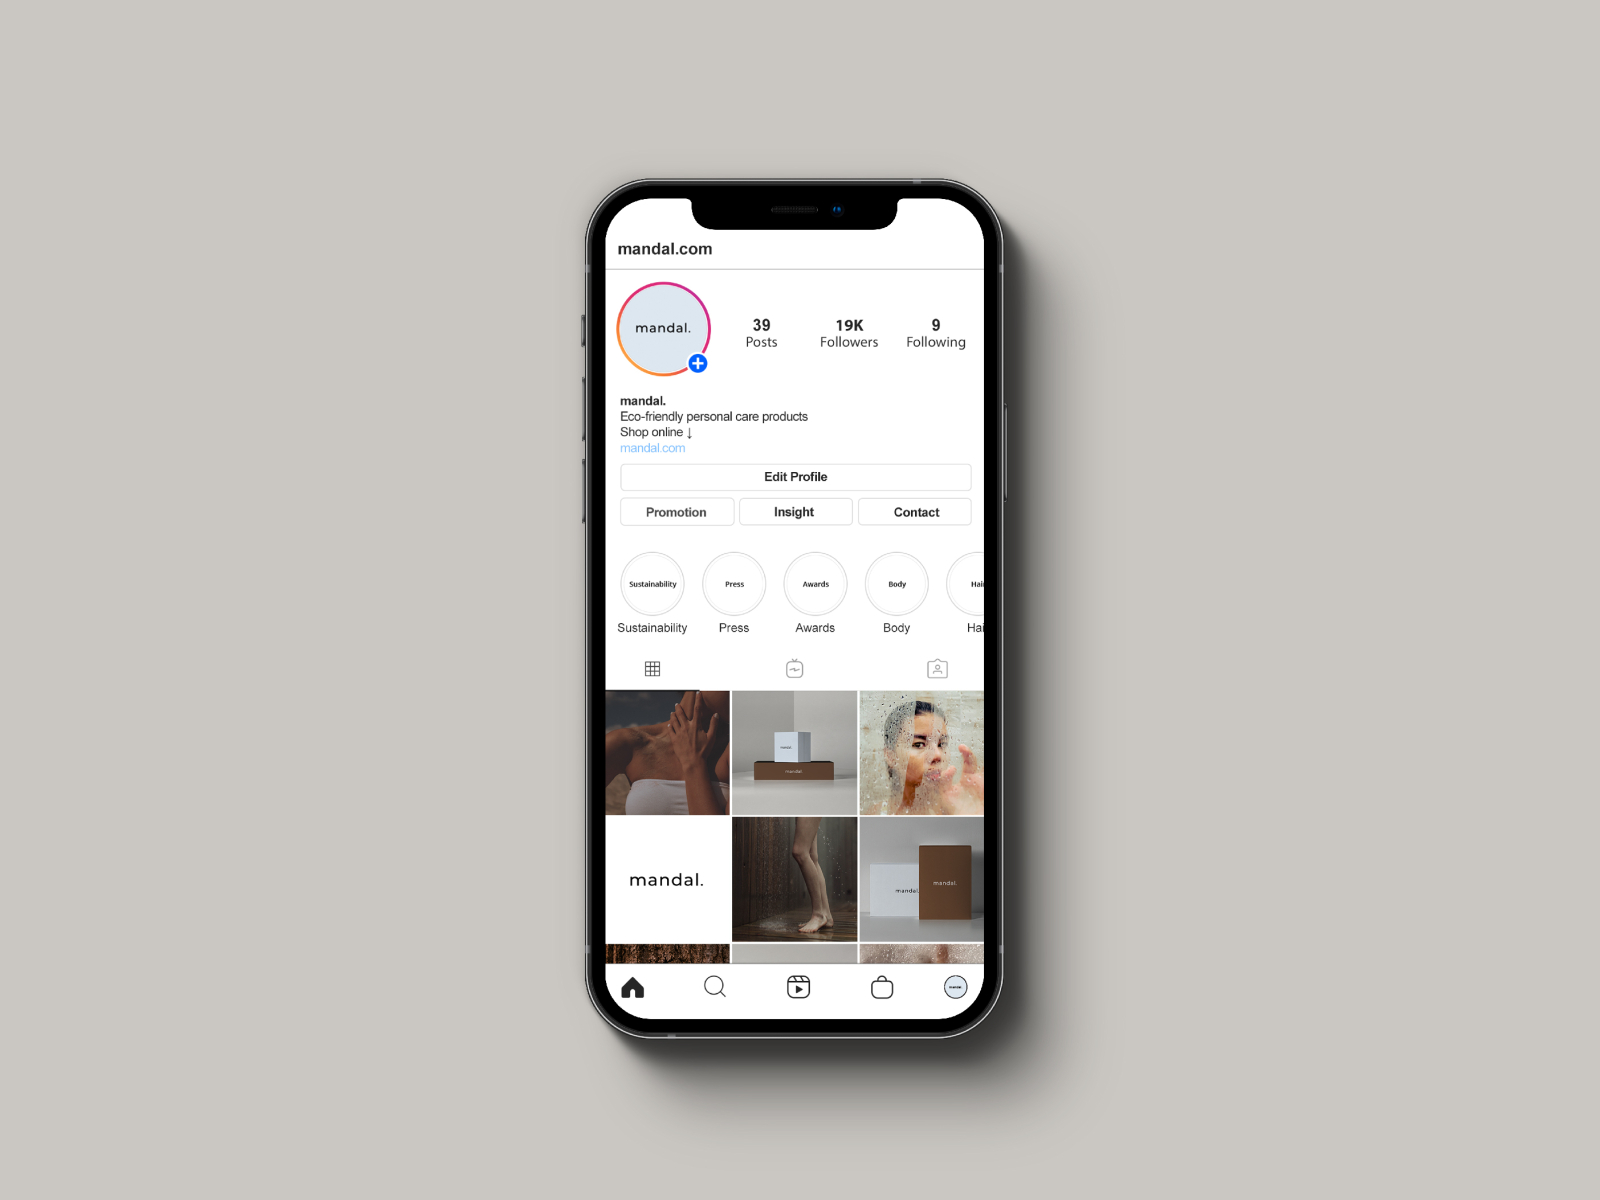 mandal.com
mandal.
39
Posts
19K
Followers
9
Following
mandal.
Eco-friendly personal care products
Shop online ↓
mandal.com
Edit Profile
Promotion
Insight
Contact
Sustainability
Press
Awards
Body
Hai
Sustainability
Press
Awards
Body
Hai
mandal.
mandal.
mandal.
mandal.
mandal.
mandal.